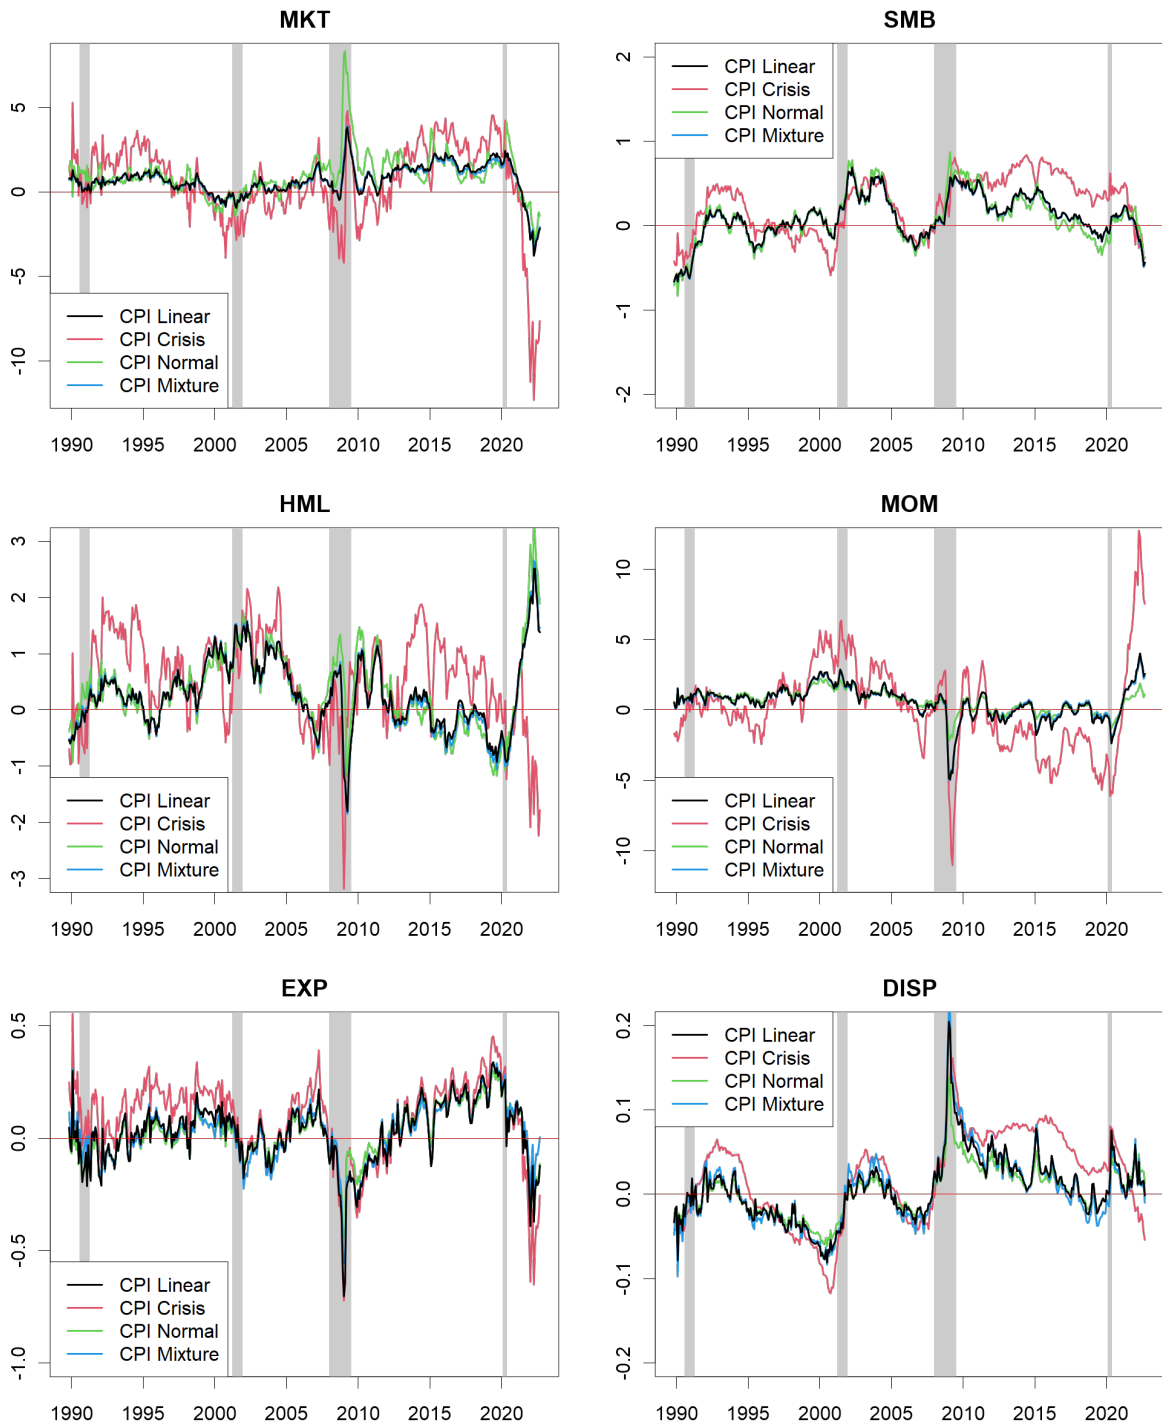 MKT
5
0
-5
-10
CPI Linear
CPI Crisis
CPI Normal
CPI Mixture
1990 1995 2000 2005 2010 2015 2020
SMB
2
1
0
-1
-2
CPI Linear
CPI Crisis
CPI Normal
CPI Mixture
1990 1995 2000 2005 2010 2015 2020
HML
3
2
1
0
-1
-2
-3
CPI Linear
CPI Crisis
CPI Normal
CPI Mixture
1990 1995 2000 2005 2010 2015 2020
MOM
10
5
0
-5
-10
CPI Linear
CPI Crisis
CPI Normal
CPI Mixture
1990 1995 2000 2005 2010 2015 2020
EXP
0.5
0.0
-0.5
-1.0
CPI Linear
CPI Crisis
CPI Normal
CPI Mixture
1990 1995 2000 2005 2010 2015 2020
DISP
0.2
0.1
0.0
-0.1
-0.2
CPI Linear
CPI Crisis
CPI Normal
CPI Mixture
1990 1995 2000 2005 2010 2015 2020